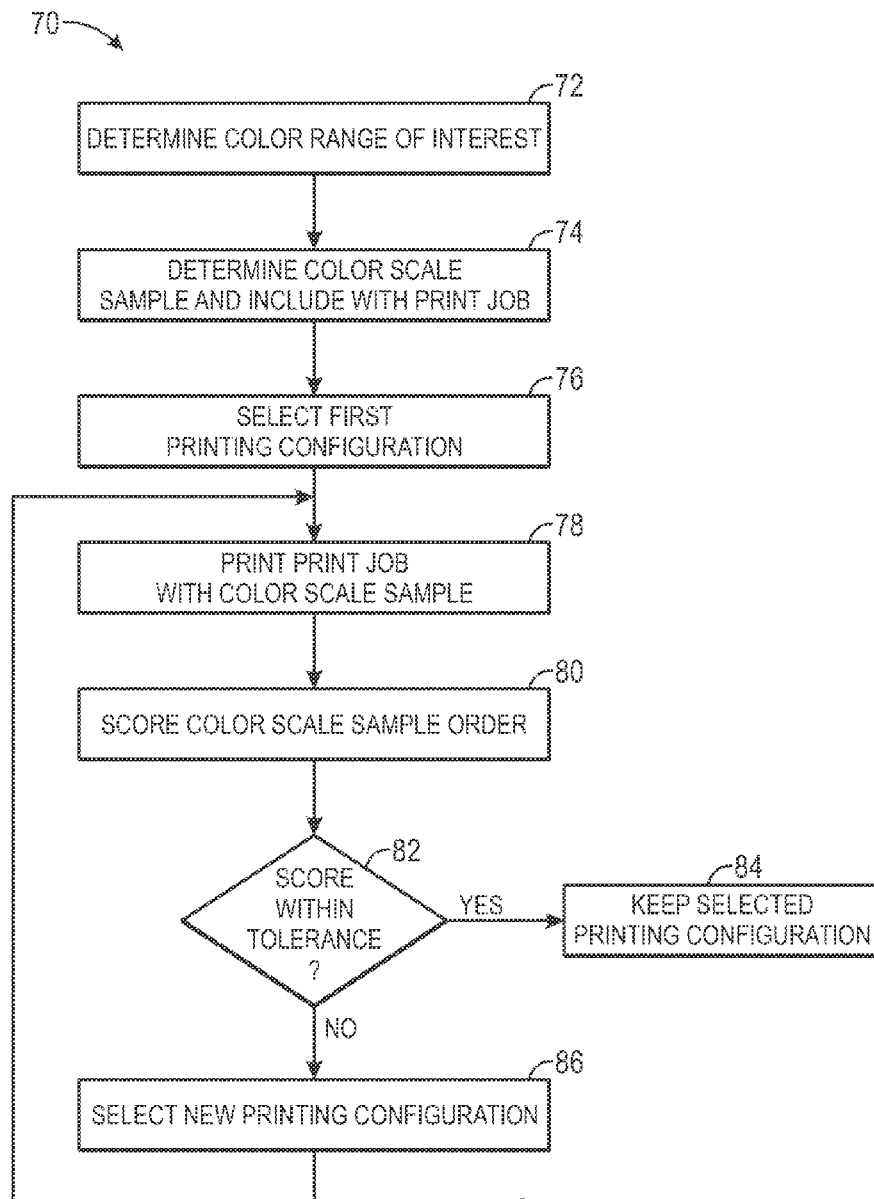 70
72
DETERMINE COLOR RANGE OF INTEREST
74
DETERMINE COLOR SCALE
SAMPLE AND INCLUDE WITH PRINT JOB
76
SELECT FIRST
PRINTING CONFIGURATION
78
PRINT PRINT JOB
WITH COLOR SCALE SAMPLE
80
SCORE COLOR SCALE SAMPLE ORDER
82
SCORE
WITHIN
TOLERANCE
?
YES
84
KEEP SELECTED
PRINTING CONFIGURATION
NO
86
SELECT NEW PRINTING CONFIGURATION